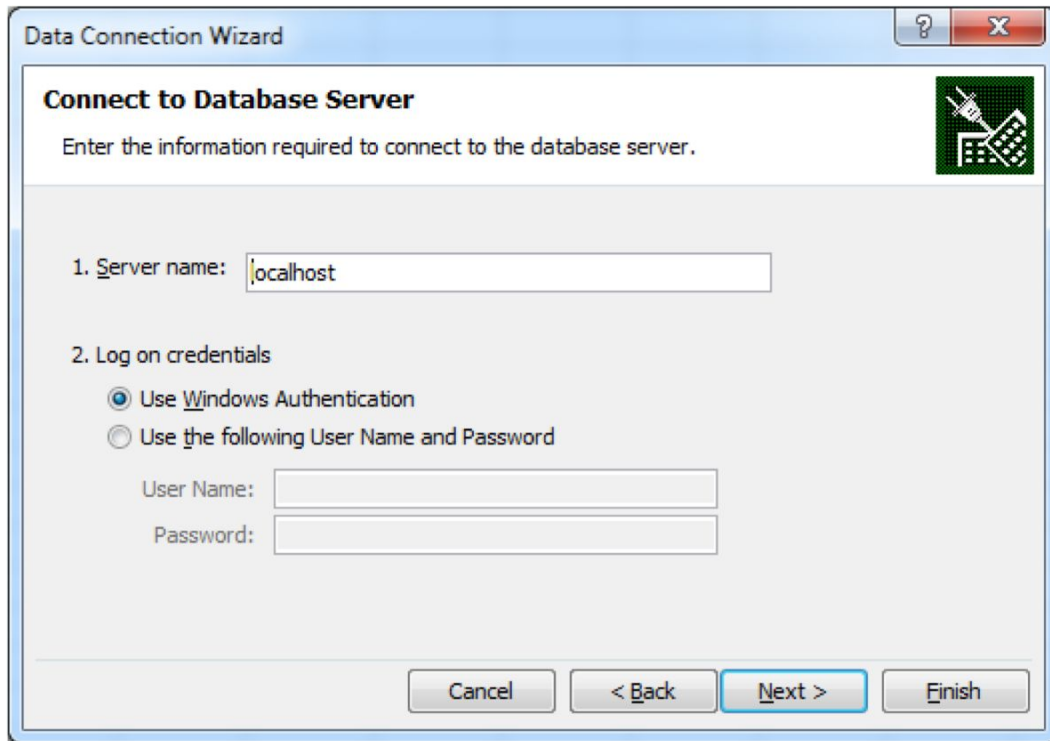 Data Connection Wizard
Connect to Database Server
Enter the information required to connect to the database server.
1. Server name: localhost
2. Log on credentials
Use Windows Authentication
Use the following User Name and Password
User Name:
Password:
Cancel < Back Next > Finish